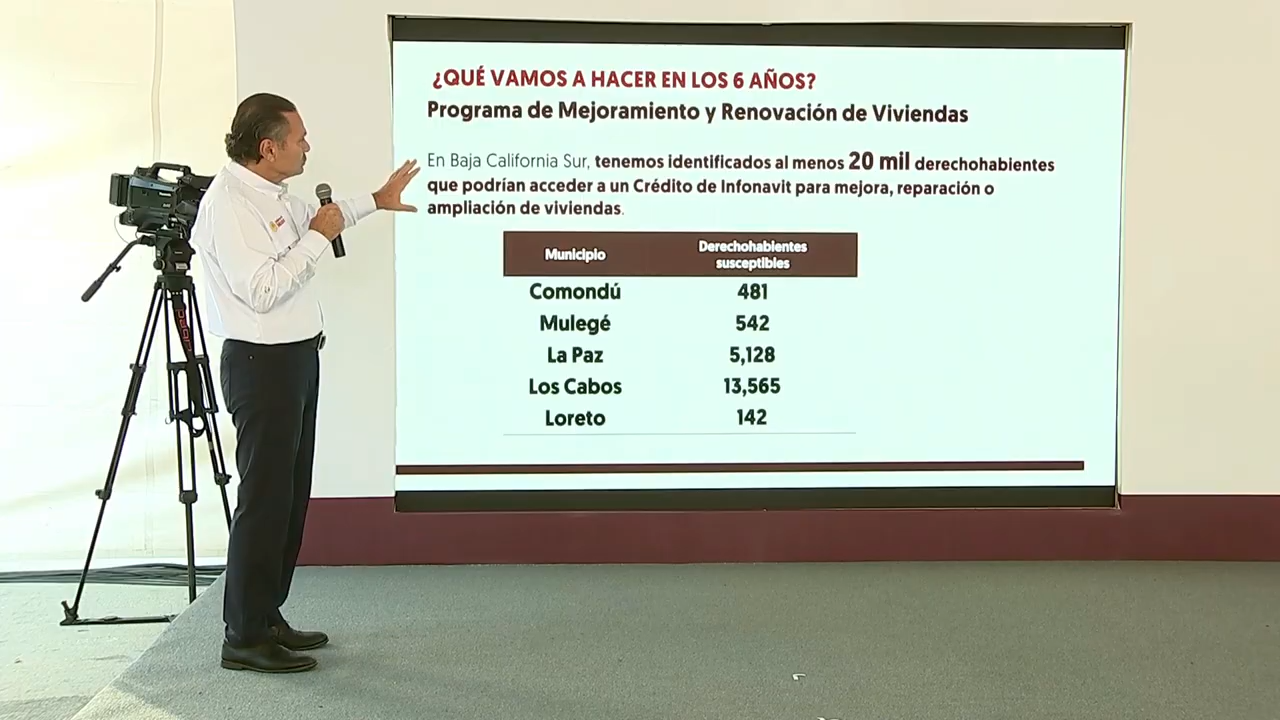 ¿QUÉ VAMOS A HACER EN LOS 6 AÑOS?
Programa de Mejoramiento y Renovación de Viviendas
En Baja California Sur, tenemos identificados al menos 20 mil derechohabientes
que podrían acceder a un Crédito de Infonavit para mejora, reparación o
ampliación de viviendas.
Municipio Derechohabientes
susceptibles
Comondú 481
Mulegé 542
La Paz 5,128
Los Cabos 13,565
Loreto 142